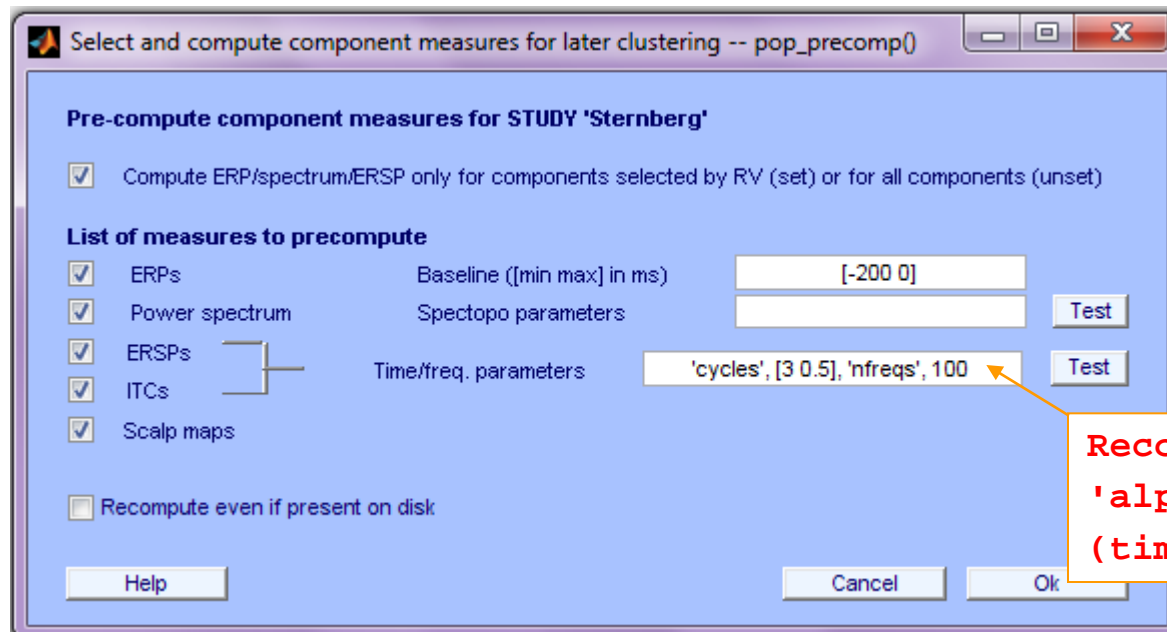 Select and compute component measures for later clustering -- pop_precomp()
Pre-compute component measures for STUDY 'Sternberg'
Compute ERP/spectrum/ERSP only for components selected by RV (set) or for all components (unset)
List of measures to precompute
ERPs Baseline ([min max] in ms) [-200 0]
Power spectrum Spectopo parameters Test
ERSPs
Time/freq. parameters 'cycles', [3 0.5], 'nfreqs', 100 Test
ITCs
Scalp maps
Recompute even if present on disk
Help Cancel Ok